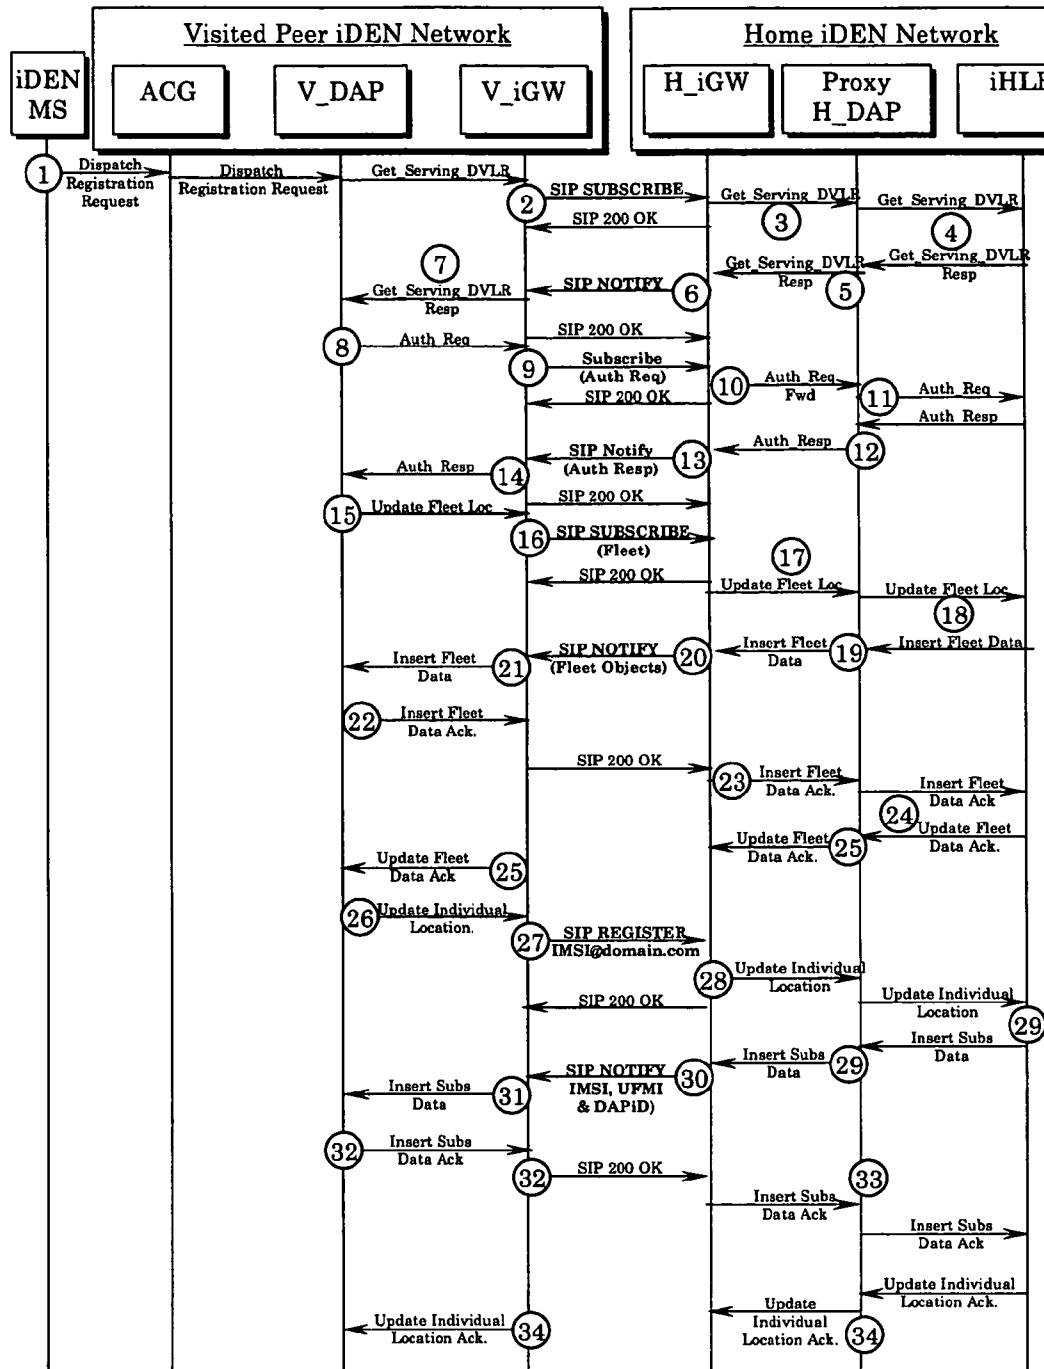 Visited Peer iDEN Network
Home iDEN Network
iDEN
MS
ACG
V_DAP
V_iGW
H_iGW
Proxy
H_DAP
iHLR
1
Dispatch
Registration
Request
Dispatch
Registration Request
Get_Serving_DVLR
2
SIP SUBSCRIBE
Get_Serving_DVLR
3
Get_Serving_DVLR
4
SIP 200 OK
7
Get_Serving_DVLR
Resp
Get_Serving_DVLR
Resp
5
SIP NOTIFY
6
Get_Serving_DVLR
Resp
8
Auth_Req
SIP 200 OK
9
Subscribe
(Auth Req)
10
Auth_Req
Fwd
11
Auth_Req
SIP 200 OK
Auth_Resp
Auth_Resp
12
SIP Notify
(Auth Resp)
13
Auth_Resp
14
SIP 200 OK
15
Update Fleet Loc
16
SIP SUBSCRIBE
(Fleet)
17
SIP 200 OK
Update Fleet Loc
Update Fleet Loc
18
Insert Fleet Data
Insert Fleet
Data
19
SIP NOTIFY
(Fleet Objects)
20
Insert Fleet
Data
21
22
Insert Fleet
Data Ack.
SIP 200 OK
23
Insert Fleet
Data Ack.
Insert Fleet
Data Ack
24
Update Fleet
Data Ack.
Update Fleet
Data Ack.
25
Update Fleet
Data Ack
25
26
Update Individual
Location.
27
SIP REGISTER
IMSI@domain.com
28
Update Individual
Location
SIP 200 OK
Update Individual
Location
29
Insert Subs
Data
Insert Subs
Data
29
SIP NOTIFY
IMSI, UFMI
& DAPiD)
30
Insert Subs
Data
31
32
Insert Subs
Data Ack
32
SIP 200 OK
33
Insert Subs
Data Ack
Insert Subs
Data Ack
Update Individual
Location Ack.
Update
Individual
Location Ack.
34
Update Individual
Location Ack.
34